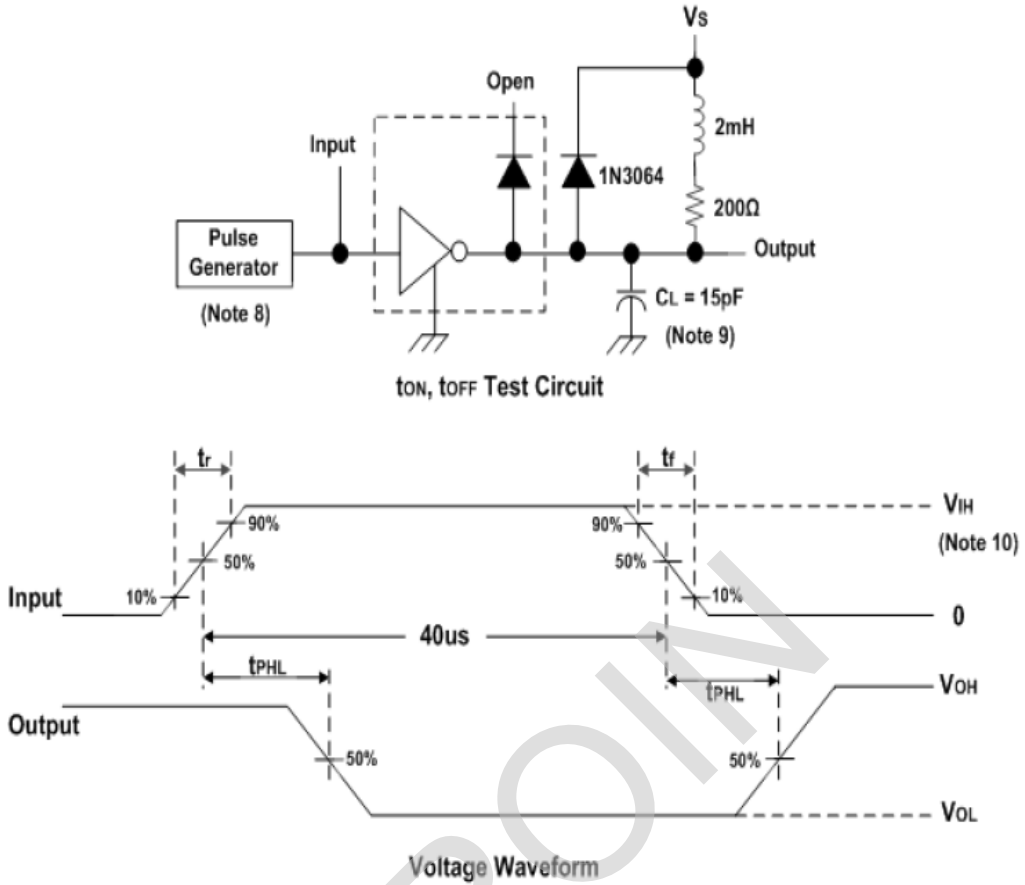 Vs
Open
2mH
Input
1N3064
200Ω
Pulse
Generator
Output
(Note 8)
CL = 15pF
(Note 9)
tON, tOFF Test Circuit
tr
tf
90%
90%
VIH
(Note 10)
50%
50%
Input
10%
10%
0
40us
tPHL
tPHL
VOH
Output
50%
50%
VOL
Voltage Waveform